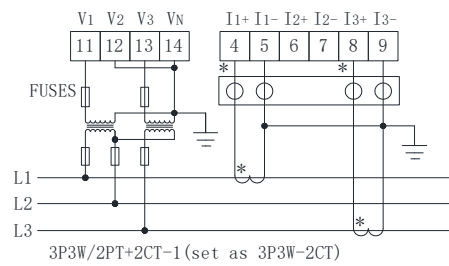 V1 V2 V3 VN I1+ I1- I2+ I2- I3+ I3-
11 12 13 14 4 5 6 7 8 9
* *
FUSES
*
L1
L2
L3 *
3P3W/2PT+2CT-1(set as 3P3W-2CT)